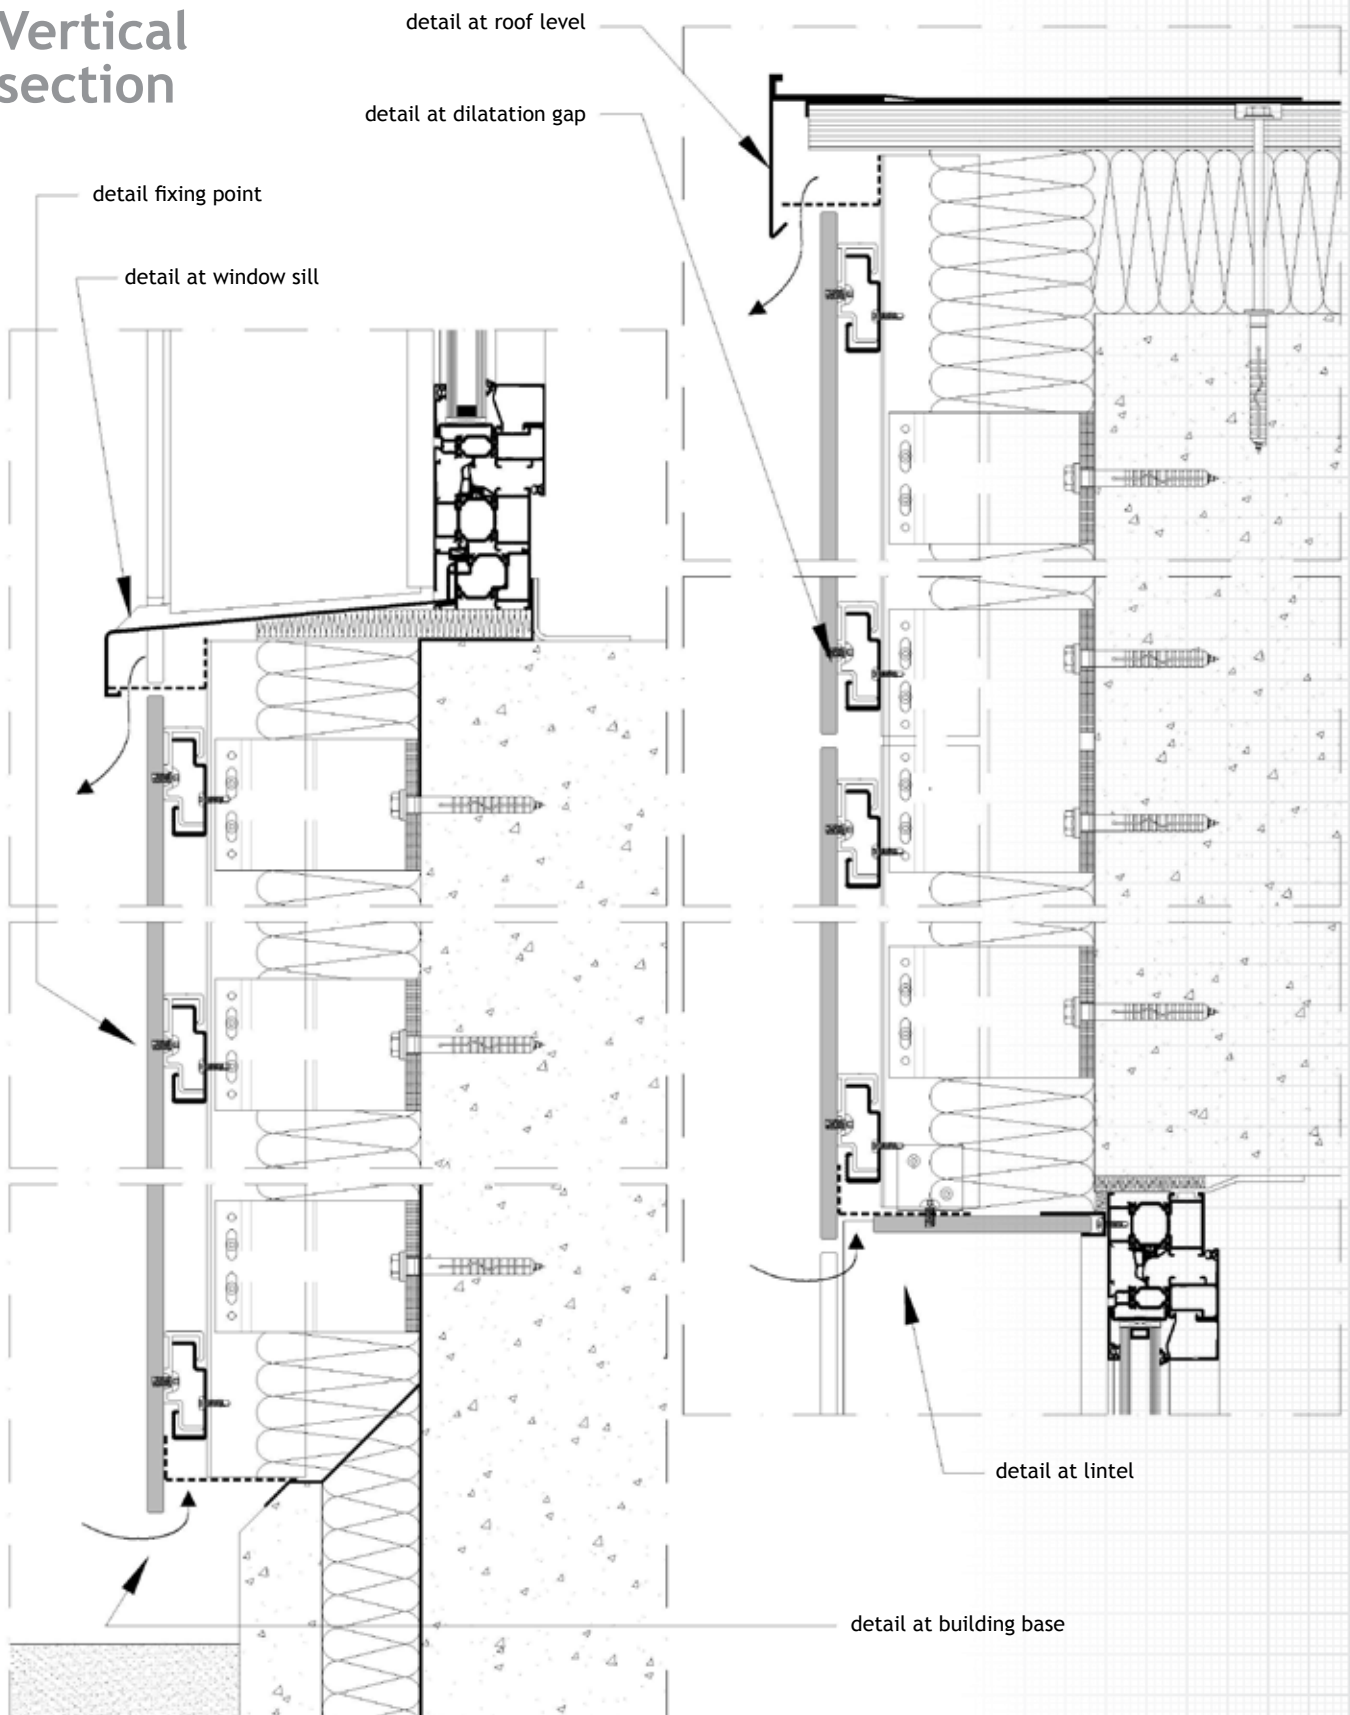 Vertical
section
detail at roof level
detail at dilatation gap
detail fixing point
detail at window sill
detail at lintel
detail at building base